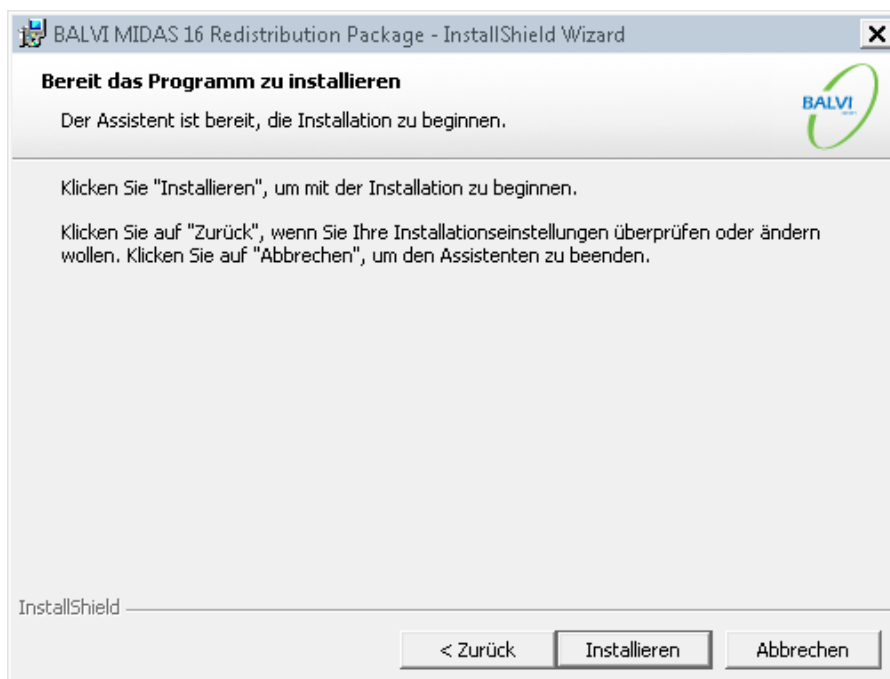 BALVI MIDAS 16 Redistribution Package - InstallShield Wizard
Bereit das Programm zu installieren
Der Assistent ist bereit, die Installation zu beginnen.
BALVI
Klicken Sie "Installieren", um mit der Installation zu beginnen.
Klicken Sie auf "Zurück", wenn Sie Ihre Installationseinstellungen überprüfen oder ändern
wollen. Klicken Sie auf "Abbrechen", um den Assistenten zu beenden.
InstallShield
< Zurück
Installieren
Abbrechen